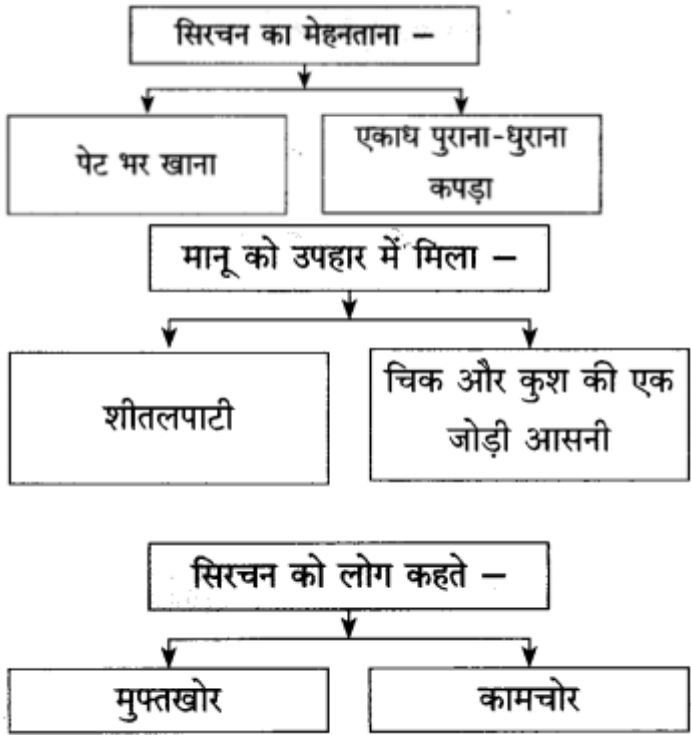 सिरचन का मेहनताना –
पेट भर खाना
एकाध पुराना-धुराना
कपड़ा
मानू को उपहार में मिला –
शीतलपाटी
चिक और कुश की एक
जोड़ी आसनी
सिरचन को लोग कहते –
मुफ्तखोर
कामचोर